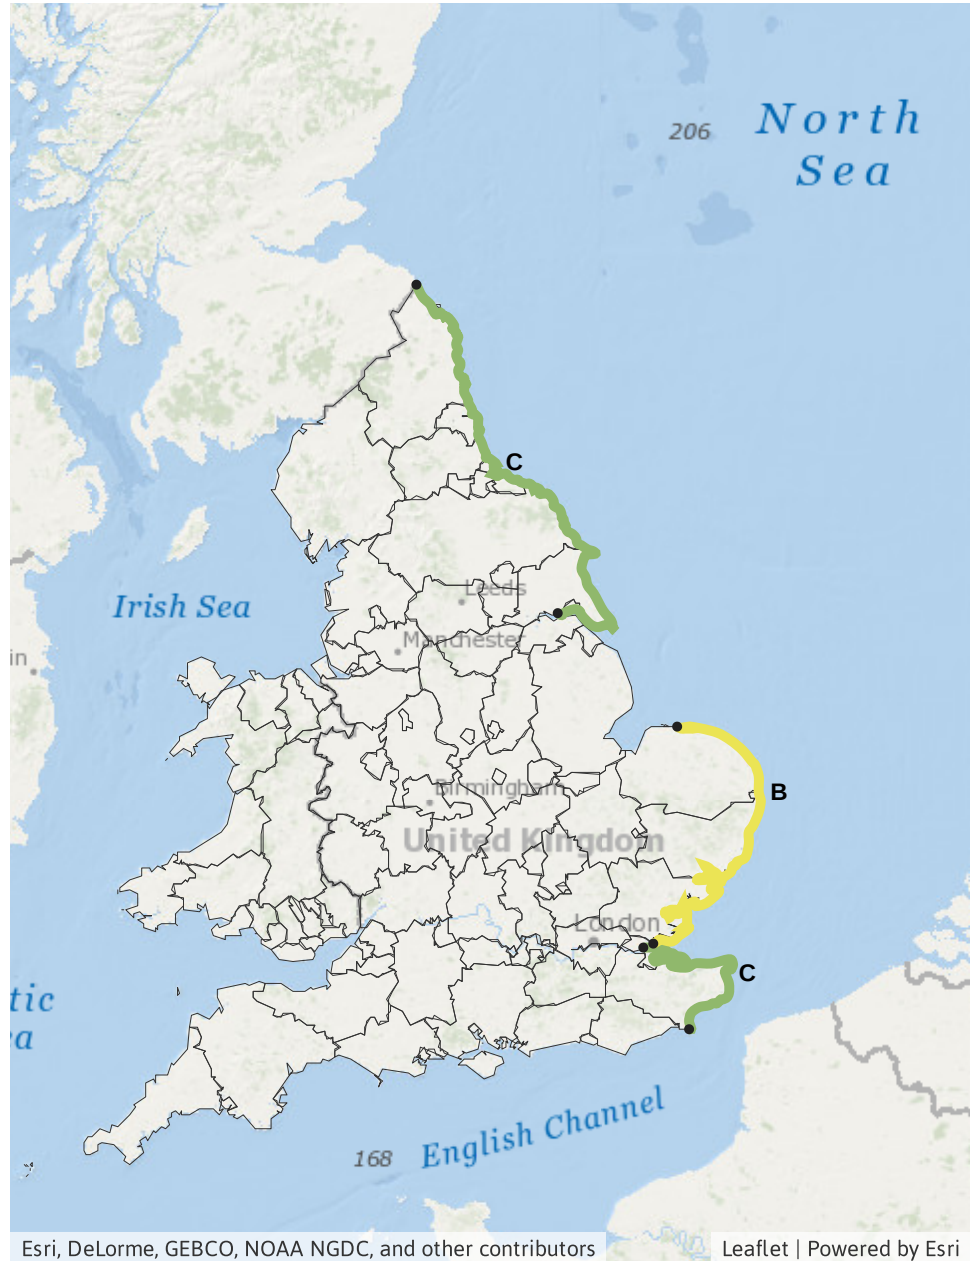 206
North
Sea
C
Irish Sea
Leeds
Manchester
in
Birmingham
B
United Kingdom
London
C
tic
ea
English Channel
168
Esri, DeLorme, GEBCO, NOAA NGDC, and other contributors
Leaflet | Powered by Esri